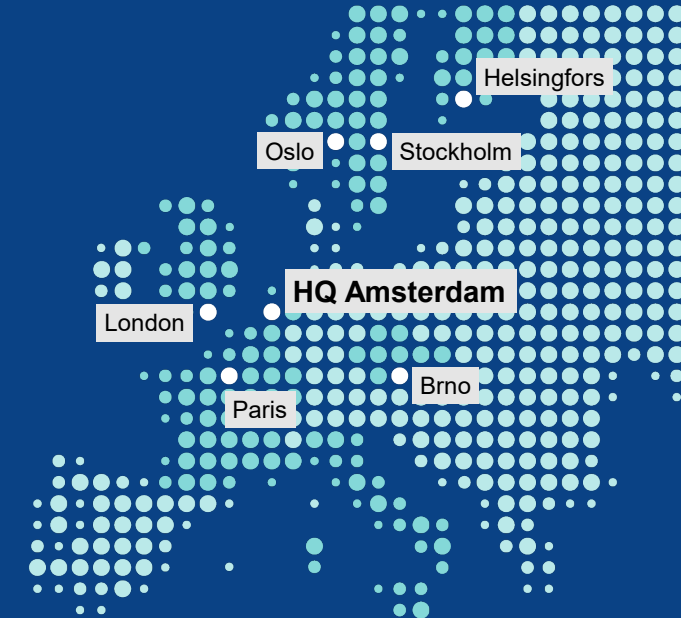 Helsingfors
Oslo
Stockholm
HQ Amsterdam
London
Brno
Paris